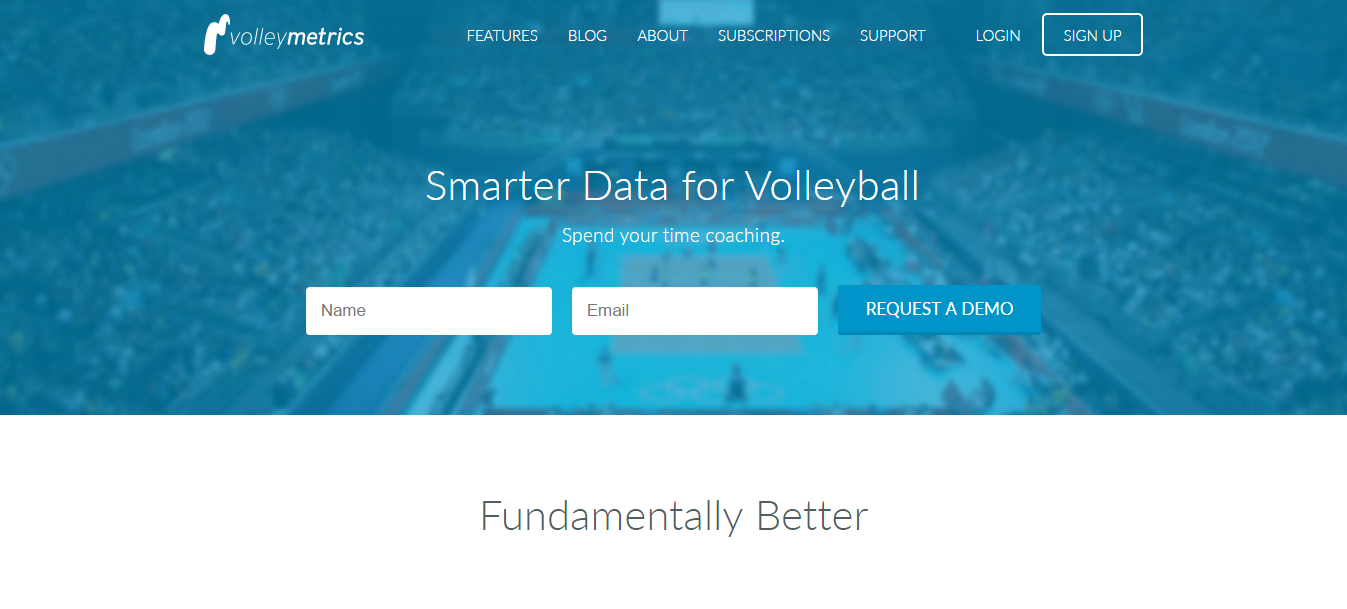 volleymetrics
FEATURES BLOG ABOUT SUBSCRIPTIONS SUPPORT LOGIN SIGN UP
Smarter Data for Volleyball
Spend your time coaching.
Name Email REQUEST A DEMO
Fundamentally Better